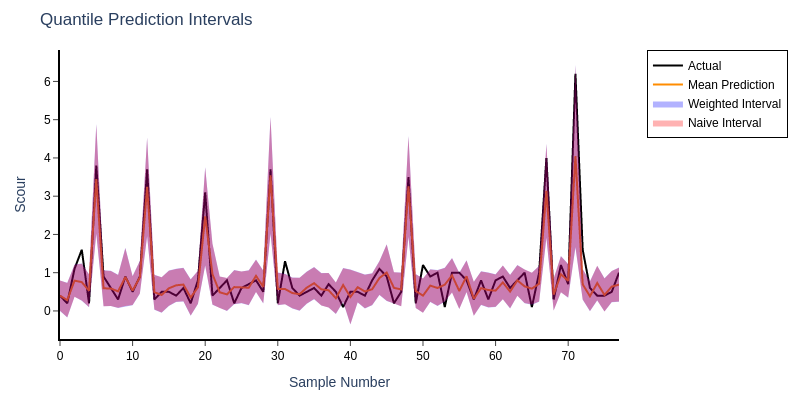 Quantile Prediction Intervals
Actual
Mean Prediction
Weighted Interval
Naive Interval
Scour
6
5
4
3
2
1
0
0 10 20 30 40 50 60 70
Sample Number